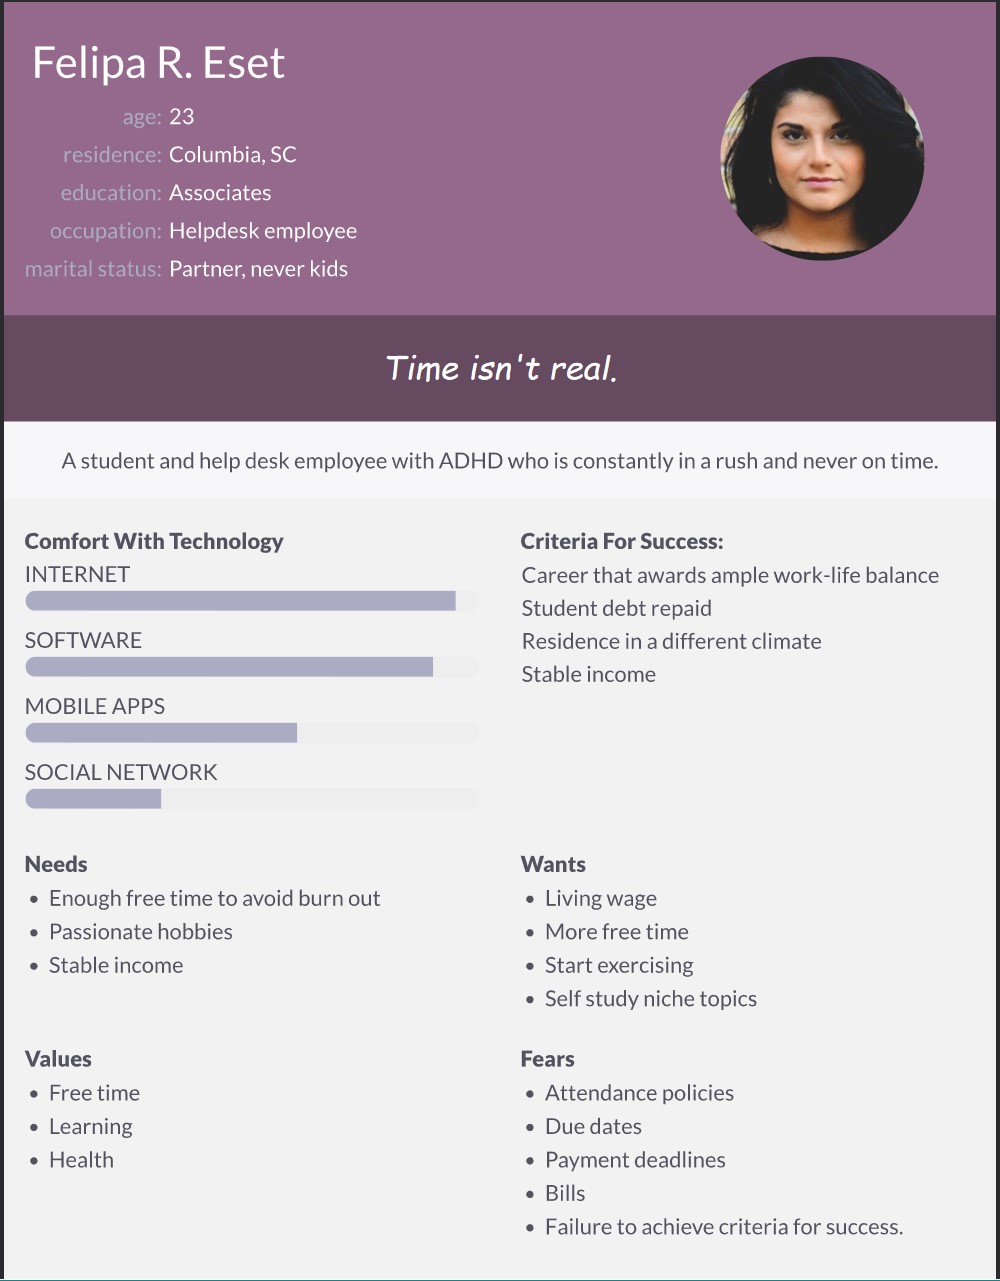 Felipa R. Eset
age: 23
residence: Columbia, SC
education: Associates
occupation: Helpdesk employee
marital status: Partner, never kids
Time isn't real.
A student and help desk employee with ADHD who is constantly in a rush and never on time.
Comfort With Technology
INTERNET
SOFTWARE
MOBILE APPS
SOCIAL NETWORK
Criteria For Success:
Career that awards ample work-life balance
Student debt repaid
Residence in a different climate
Stable income
Needs
• Enough free time to avoid burn out
• Passionate hobbies
• Stable income
Wants
• Living wage
• More free time
• Start exercising
• Self study niche topics
Values
• Free time
• Learning
• Health
Fears
• Attendance policies
• Due dates
• Payment deadlines
• Bills
• Failure to achieve criteria for success.